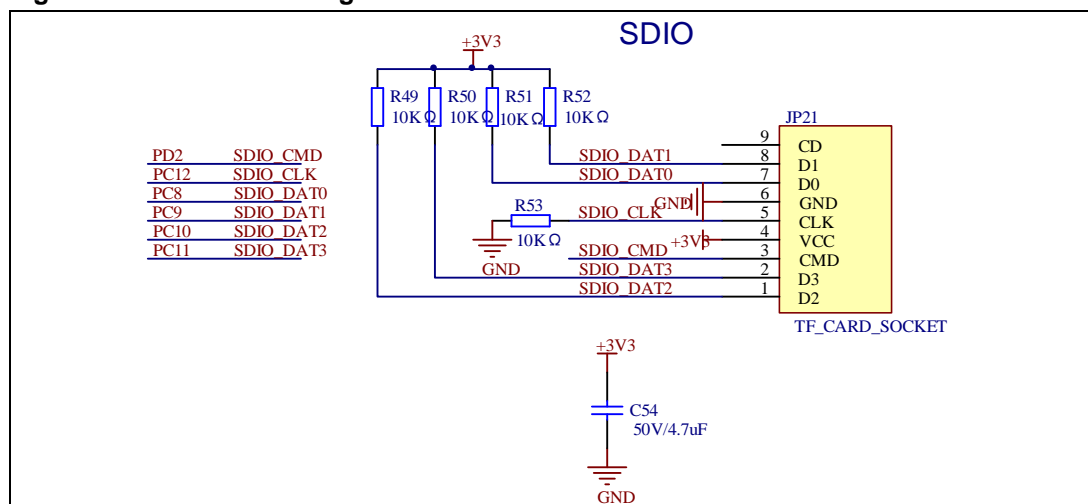 SDIO
+3V3
R49
10KΩ
R50
10KΩ
R51
10KΩ
R52
10KΩ
JP21
PD2 SDIO_CMD
PC12 SDIO_CLK
PC8 SDIO_DAT0
PC9 SDIO_DAT1
PC10 SDIO_DAT2
PC11 SDIO_DAT3
9 CD
SDIO_DAT1 8 D1
SDIO_DAT0 7 D0
GND 6 GND
R53
10KΩ
GND
SDIO_CLK 5 CLK
+3V3 4 VCC
SDIO_CMD 3 CMD
SDIO_DAT3 2 D3
SDIO_DAT2 1 D2
TF_CARD_SOCKET
+3V3
C54
50V/4.7uF
GND